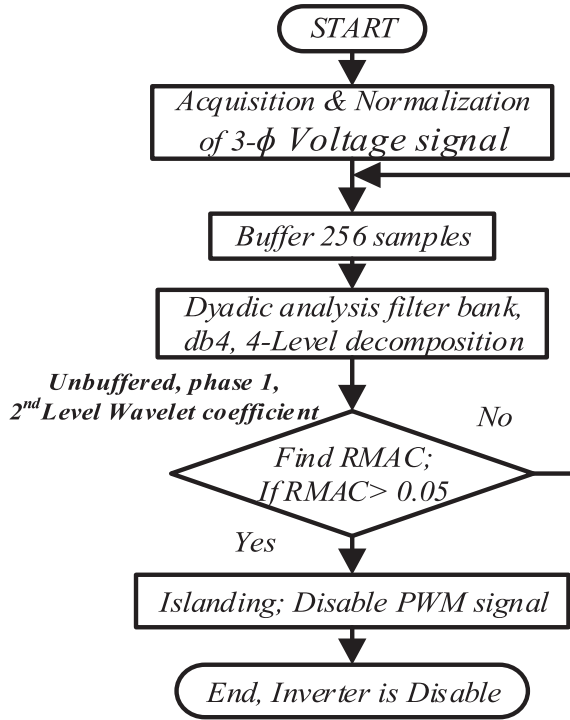 START
Acquisition & Normalization
of 3-ϕ Voltage signal
Buffer 256 samples
Dyadic analysis filter bank,
db4, 4-Level decomposition
Unbuffered, phase 1,
2nd Level Wavelet coefficient
No
Find RMAC;
If RMAC> 0.05
Yes
Islanding; Disable PWM signal
End, Inverter is Disable